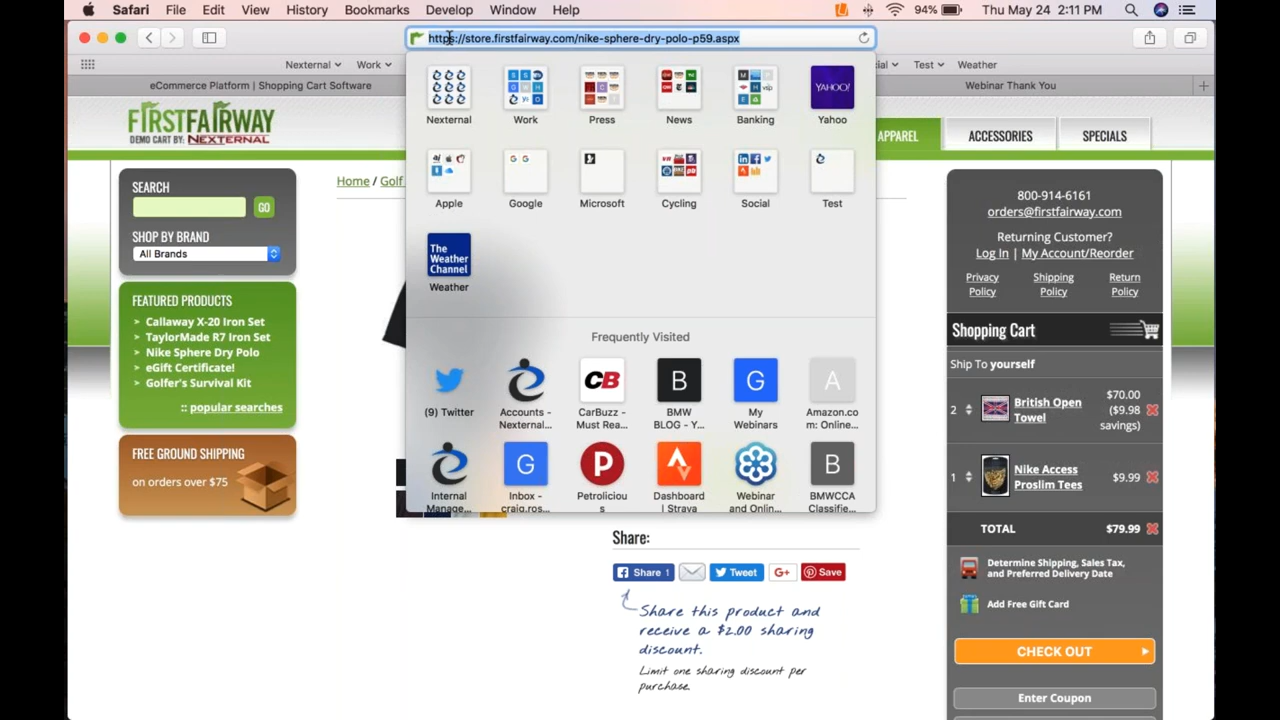 Safari File Edit View History Bookmarks Develop Window Help 94% Thu May 24 2:11 PM
https://store.firstfairway.com/nike-sphere-dry-polo-p59.aspx
Nexternal Work ial Test Weather
eCommerce Platform | Shopping Cart Software Webinar Thank You
FIRSTFAIRWAY
DEMO CART BY: NEXTERNAL
APPAREL ACCESSORIES SPECIALS
Home / Golf
SEARCH
GO
SHOP BY BRAND
All Brands
FEATURED PRODUCTS
> Callaway X-20 Iron Set
> TaylorMade R7 Iron Set
> Nike Sphere Dry Polo
> eGift Certificate!
> Golfer's Survival Kit
:: popular searches
FREE GROUND SHIPPING
on orders over $75
YAHOO!
Nexternal Work Press News Banking Yahoo
Apple Google Microsoft Cycling Social Test
The
Weather
Channel
Weather
Frequently Visited
CB B G A
(9) Twitter
Accounts -
Nexternal...
CarBuzz -
Must Rea...
BMW
BLOG - Y...
My
Webinars
Amazon.co
m: Online...
G P B
Internal
Manage...
Inbox -
craig.ros...
Petroliciou
s
Dashboard
| Strava
Webinar
and Onlin...
BMWCCA
Classifie...
Share:
Share 1 Tweet G+ Save
Share this product and
receive a $2.00 sharing
discount.
Limit one sharing discount per
purchase.
800-914-6161
orders@firstfairway.com
Returning Customer?
Log In | My Account/Reorder
Privacy
Policy
Shipping
Policy
Return
Policy
Shopping Cart
Ship To yourself
2 British Open
Towel
$70.00
($9.98
savings)
1 Nike Access
Proslim Tees
$9.99
TOTAL $79.99
Determine Shipping, Sales Tax,
and Preferred Delivery Date
Add Free Gift Card
CHECK OUT
Enter Coupon